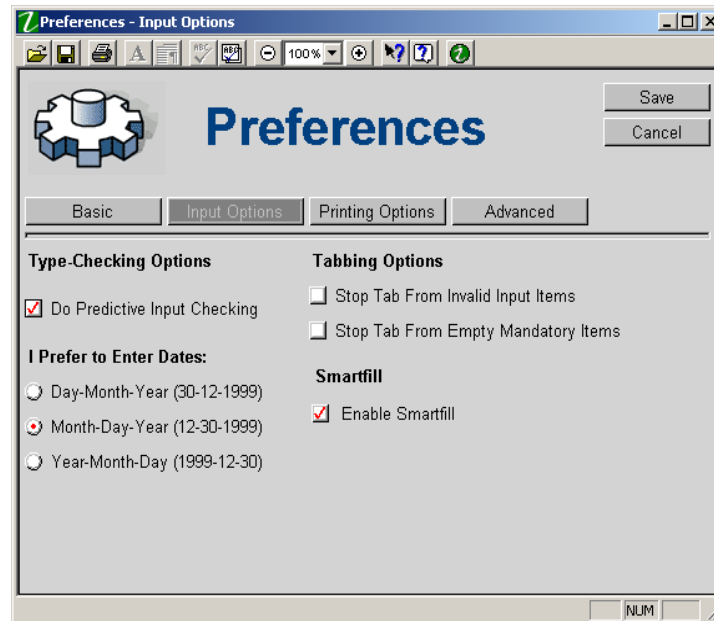 Preferences - Input Options
ABC
ABC
100%
Preferences
Save
Cancel
Basic
Input Options
Printing Options
Advanced
Type-Checking Options
Tabbing Options
Do Predictive Input Checking
Stop Tab From Invalid Input Items
Stop Tab From Empty Mandatory Items
I Prefer to Enter Dates:
Smartfill
Day-Month-Year (30-12-1999)
Month-Day-Year (12-30-1999)
Enable Smartfill
Year-Month-Day (1999-12-30)
NUM